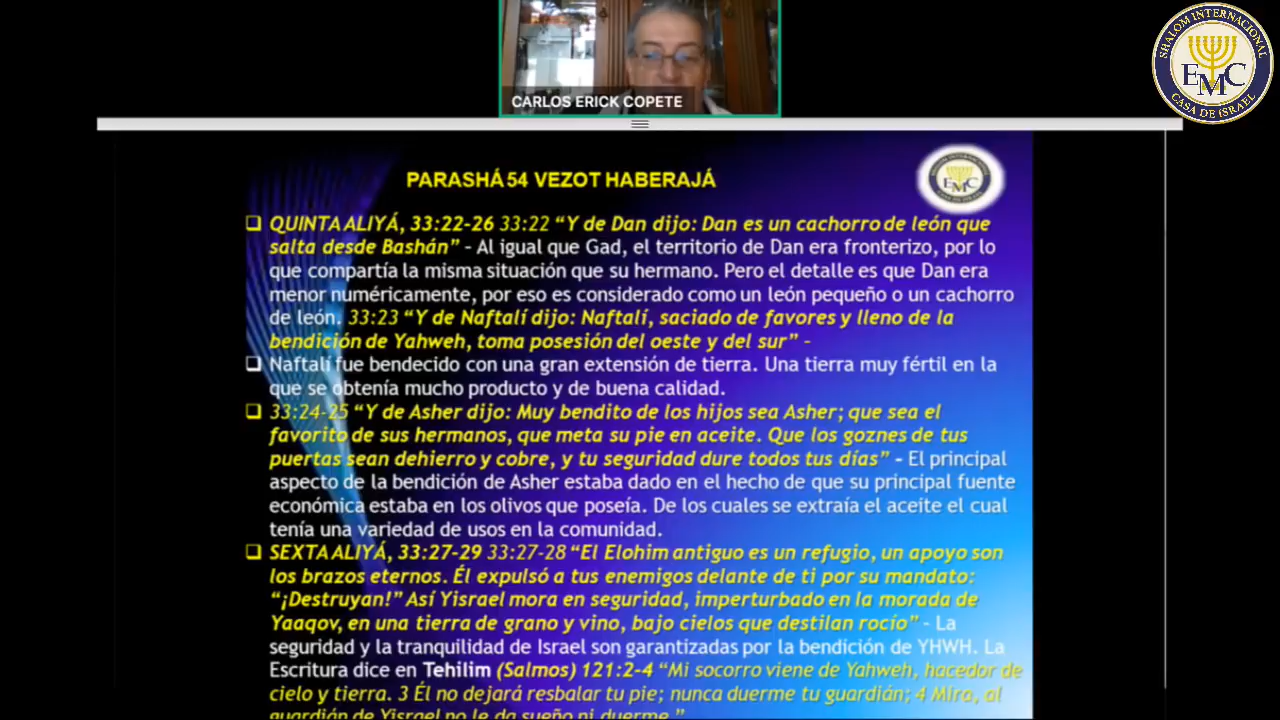 CARLOS ERICK COPETE
SHALOM INTERNACIONAL
EMC
CASA DE ISRAEL
PARASHÁ 54 VEZOT HABERAJÁ
EMC
❑ QUINTA ALIYÁ, 33:22-26 33:22 “Y de Dan dijo: Dan es un cachorro de león que
salta desde Bashán” – Al igual que Gad, el territorio de Dan era fronterizo, por lo
que compartía la misma situación que su hermano. Pero el detalle es que Dan era
menor numéricamente, por eso es considerado como un león pequeño o un cachorro
de león. 33:23 “Y de Naftalí dijo: Naftalí, saciado de favores y lleno de la
bendición de Yahweh, toma posesión del oeste y del sur” –
❑ Naftalí fue bendecido con una gran extensión de tierra. Una tierra muy fértil en la
que se obtenía mucho producto y de buena calidad.
❑ 33:24-25 “Y de Asher dijo: Muy bendito de los hijos sea Asher; que sea el
favorito de sus hermanos, que meta su pie en aceite. Que los goznes de tus
puertas sean dehierro y cobre, y tu seguridad dure todos tus días” – El principal
aspecto de la bendición de Asher estaba dado en el hecho de que su principal fuente
económica estaba en los olivos que poseía. De los cuales se extraía el aceite el cual
tenía una variedad de usos en la comunidad.
❑ SEXTA ALIYÁ, 33:27-29 33:27-28 “El Elohim antiguo es un refugio, un apoyo son
los brazos eternos. Él expulsó a tus enemigos delante de ti por su mandato:
“¡Destruyan!” Así Yisrael mora en seguridad, imperturbado en la morada de
Yaaqov, en una tierra de grano y vino, bajo cielos que destilan rocío” – La
seguridad y la tranquilidad de Israel son garantizadas por la bendición de YHWH. La
Escritura dice en Tehilim (Salmos) 121:2-4 “Mi socorro viene de Yahweh, hacedor de
cielo y tierra. 3 Él no dejará resbalar tu pie; nunca duerme tu guardián; 4 Mira, al
guardián de Yisrael no le da sueño ni duerme.”